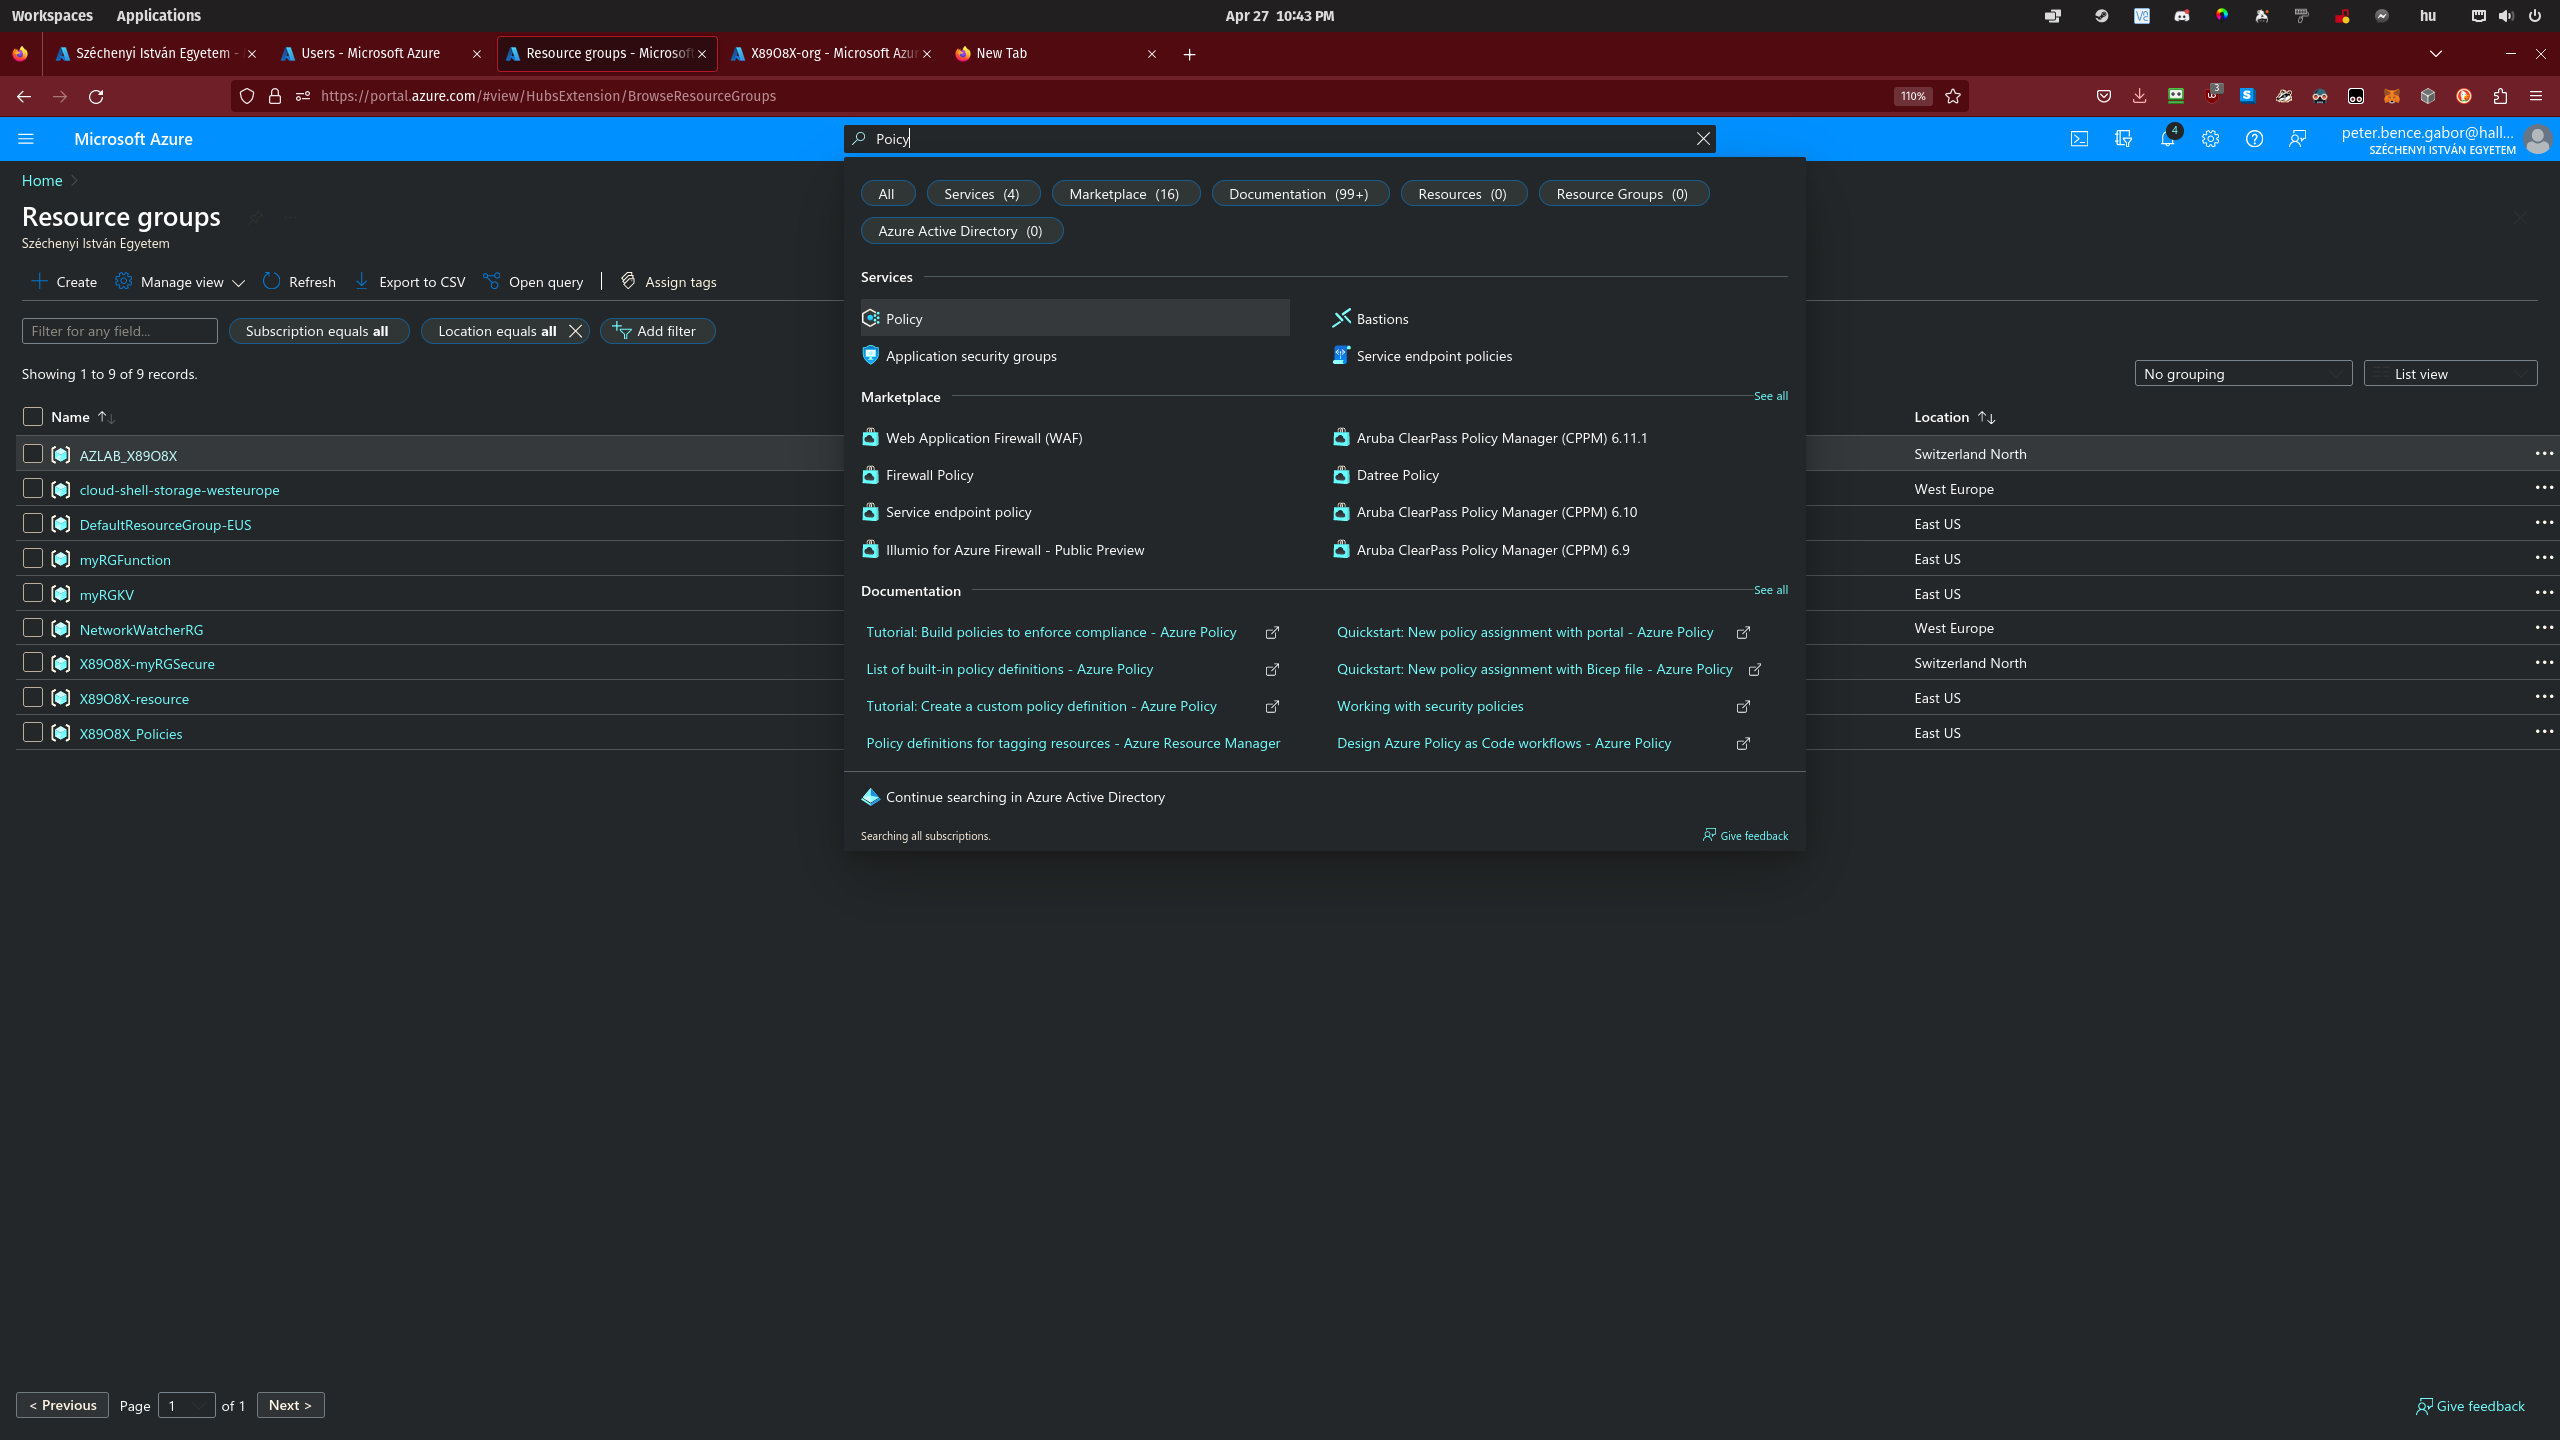 Workspaces Applications Apr 27 10:43 PM hu
Széchenyi István Egyetem - Users - Microsoft Azure Resource groups - Microsoft X89O8X-org - Microsoft Azur New Tab
https://portal.azure.com/#view/HubsExtension/BrowseResourceGroups 110% 3
Microsoft Azure Poicy 4 peter.bence.gabor@hall...
SZÉCHENYI ISTVÁN EGYETEM
Home
Resource groups
Széchenyi István Egyetem
Create Manage view Refresh Export to CSV Open query Assign tags
Filter for any field... Subscription equals all Location equals all Add filter
Showing 1 to 9 of 9 records. No grouping List view
Name Location
AZLAB_X89O8X Switzerland North
cloud-shell-storage-westeurope West Europe
DefaultResourceGroup-EUS East US
myRGFunction East US
myRGKV East US
NetworkWatcherRG West Europe
X89O8X-myRGSecure Switzerland North
X89O8X-resource East US
X89O8X_Policies East US
All Services (4) Marketplace (16) Documentation (99+) Resources (0) Resource Groups (0)
Azure Active Directory (0)
Services
Policy Bastions
Application security groups Service endpoint policies
Marketplace See all
Web Application Firewall (WAF) Aruba ClearPass Policy Manager (CPPM) 6.11.1
Firewall Policy Datree Policy
Service endpoint policy Aruba ClearPass Policy Manager (CPPM) 6.10
Illumio for Azure Firewall - Public Preview Aruba ClearPass Policy Manager (CPPM) 6.9
Documentation See all
Tutorial: Build policies to enforce compliance - Azure Policy Quickstart: New policy assignment with portal - Azure Policy
List of built-in policy definitions - Azure Policy Quickstart: New policy assignment with Bicep file - Azure Policy
Tutorial: Create a custom policy definition - Azure Policy Working with security policies
Policy definitions for tagging resources - Azure Resource Manager Design Azure Policy as Code workflows - Azure Policy
Continue searching in Azure Active Directory
Searching all subscriptions. Give feedback
< Previous Page 1 of 1 Next > Give feedback